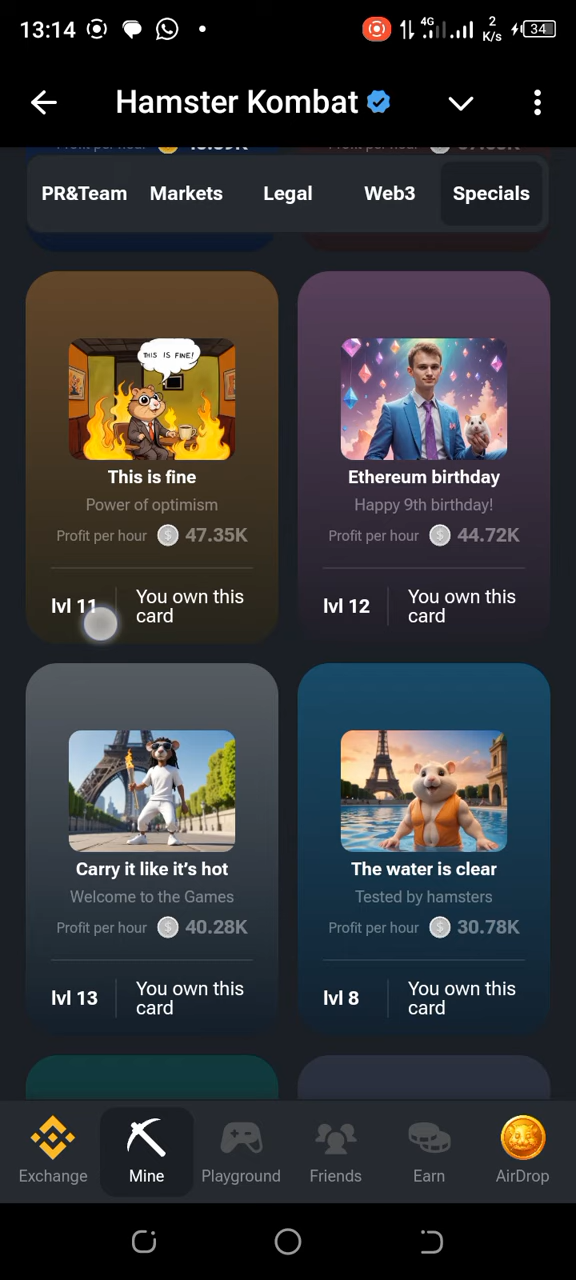 13:14
4G
2
K/s
34
Hamster Kombat
Profit per hour
PR&Team Markets Legal Web3 Specials
THIS IS FINE!
This is fine
Power of optimism
Profit per hour 47.35K
lvl 11 You own this
card
Ethereum birthday
Happy 9th birthday!
Profit per hour 44.72K
lvl 12 You own this
card
Carry it like it's hot
Welcome to the Games
Profit per hour 40.28K
lvl 13 You own this
card
The water is clear
Tested by hamsters
Profit per hour 30.78K
lvl 8 You own this
card
Exchange Mine Playground Friends Earn AirDrop